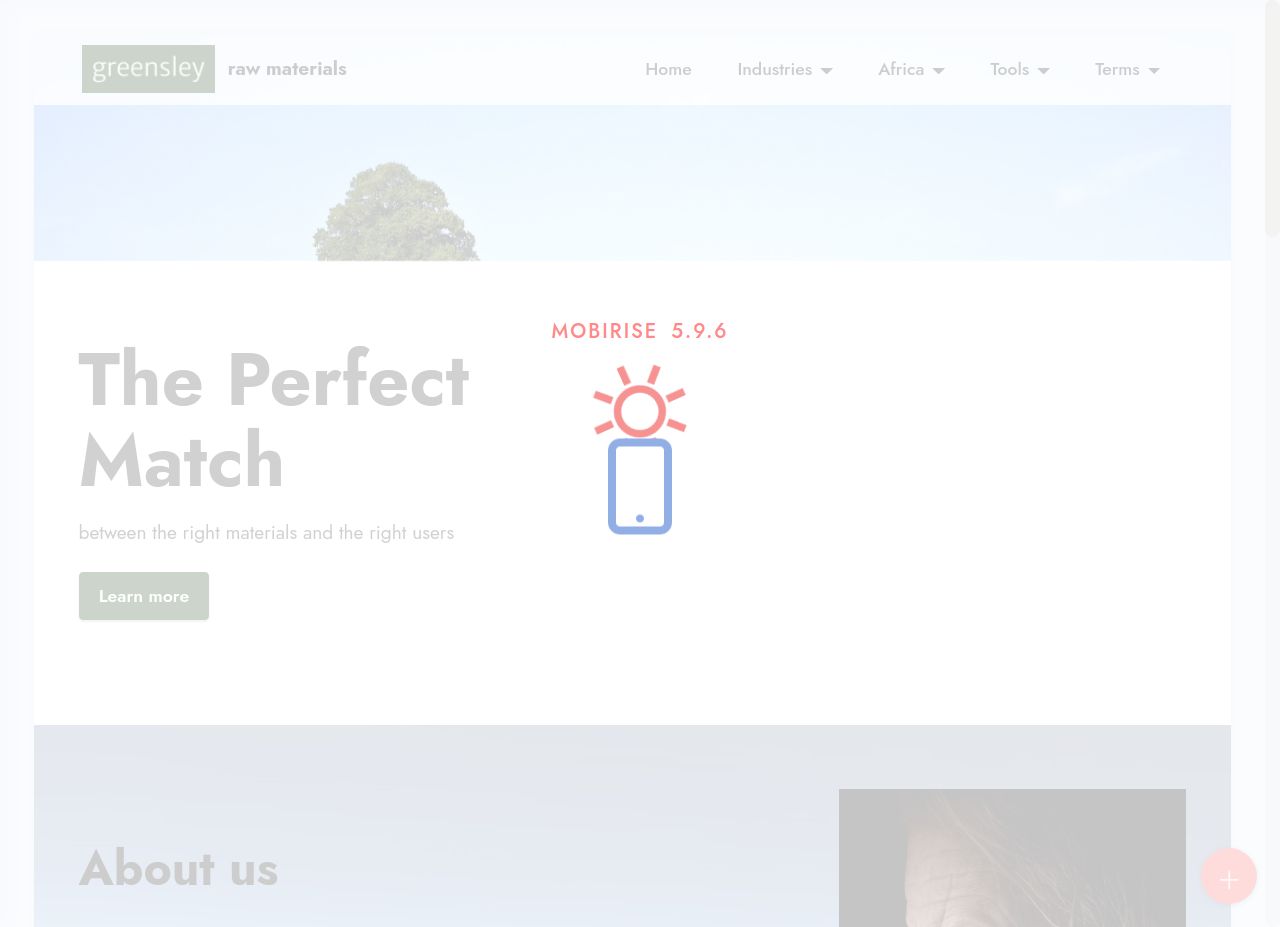 greensley
raw materials
Home
Industries
Africa
Tools
Terms
MOBIRISE 5.9.6
The Perfect
Match
between the right materials and the right users
Learn more
About us